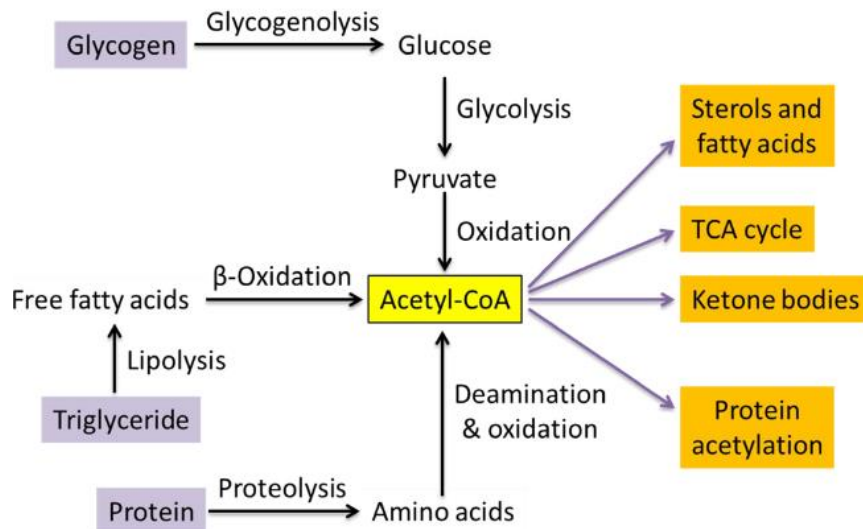 Glycogen
Glycogenolysis
Glucose
Glycolysis
Pyruvate
Oxidation
Sterols and
fatty acids
TCA cycle
Free fatty acids
β-Oxidation
Acetyl-CoA
Ketone bodies
Lipolysis
Triglyceride
Deamination
& oxidation
Protein
acetylation
Protein
Proteolysis
Amino acids